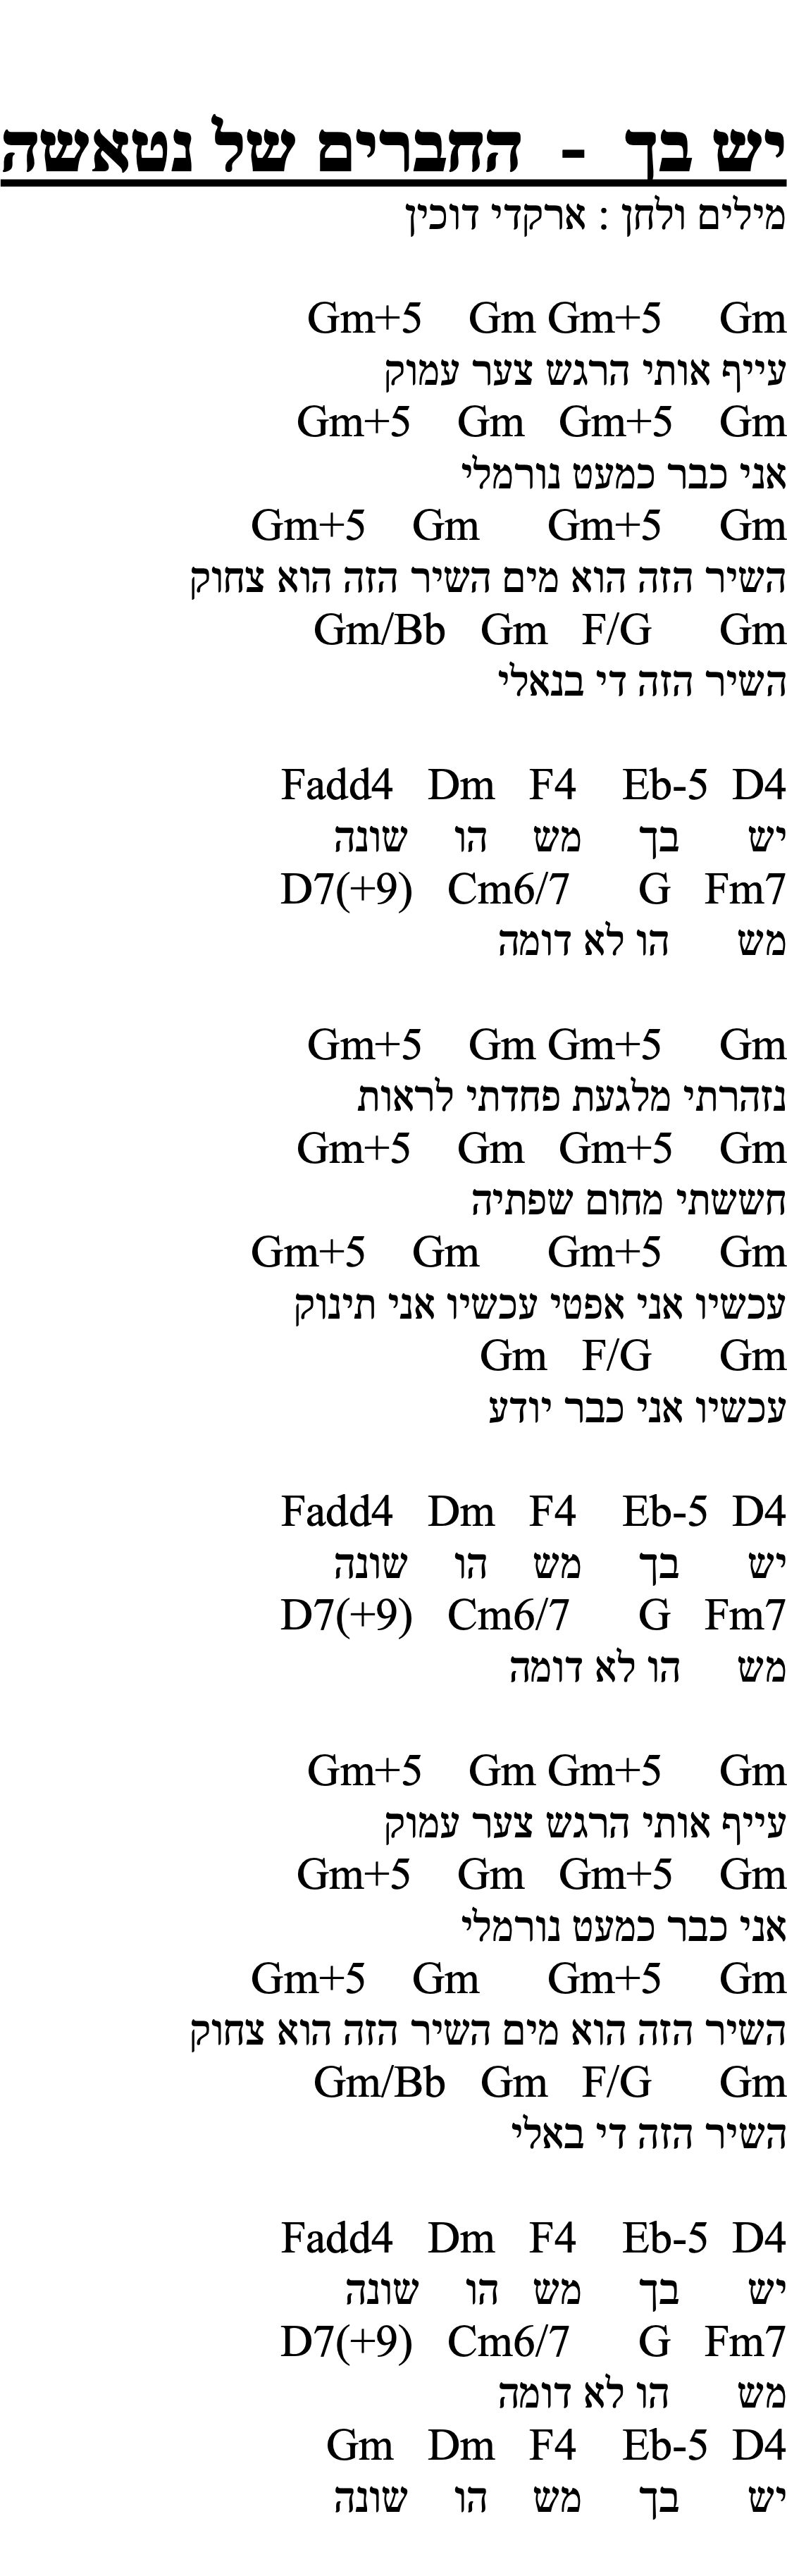 יש בך - החברים של נטאשה
מילים ולחן : ארקדי דוכין
Gm+5 Gm Gm+5 Gm
עייף אותי הרגש צער עמוק
Gm+5 Gm Gm+5 Gm
אני כבר כמעט נורמלי
Gm+5 Gm Gm+5 Gm
השיר הזה הוא מים השיר הזה הוא צחוק
Gm/Bb Gm F/G Gm
השיר הזה די בנאלי
Fadd4 Dm F4 Eb-5 D4
יש בך מש הו שונה
D7(+9) Cm6/7 G Fm7
מש הו לא דומה
Gm+5 Gm Gm+5 Gm
נזהרתי מלגעת פחדתי לראות
Gm+5 Gm Gm+5 Gm
חששתי מחום שפתיה
Gm+5 Gm Gm+5 Gm
עכשיו אני אפטי עכשיו אני תינוק
Gm F/G Gm
עכשיו אני כבר יודע
Fadd4 Dm F4 Eb-5 D4
יש בך מש הו שונה
D7(+9) Cm6/7 G Fm7
מש הו לא דומה
Gm+5 Gm Gm+5 Gm
עייף אותי הרגש צער עמוק
Gm+5 Gm Gm+5 Gm
אני כבר כמעט נורמלי
Gm+5 Gm Gm+5 Gm
השיר הזה הוא מים השיר הזה הוא צחוק
Gm/Bb Gm F/G Gm
השיר הזה די באלי
Fadd4 Dm F4 Eb-5 D4
יש בך מש הו שונה
D7(+9) Cm6/7 G Fm7
מש הו לא דומה
Gm Dm F4 Eb-5 D4
יש בך מש הו שונה